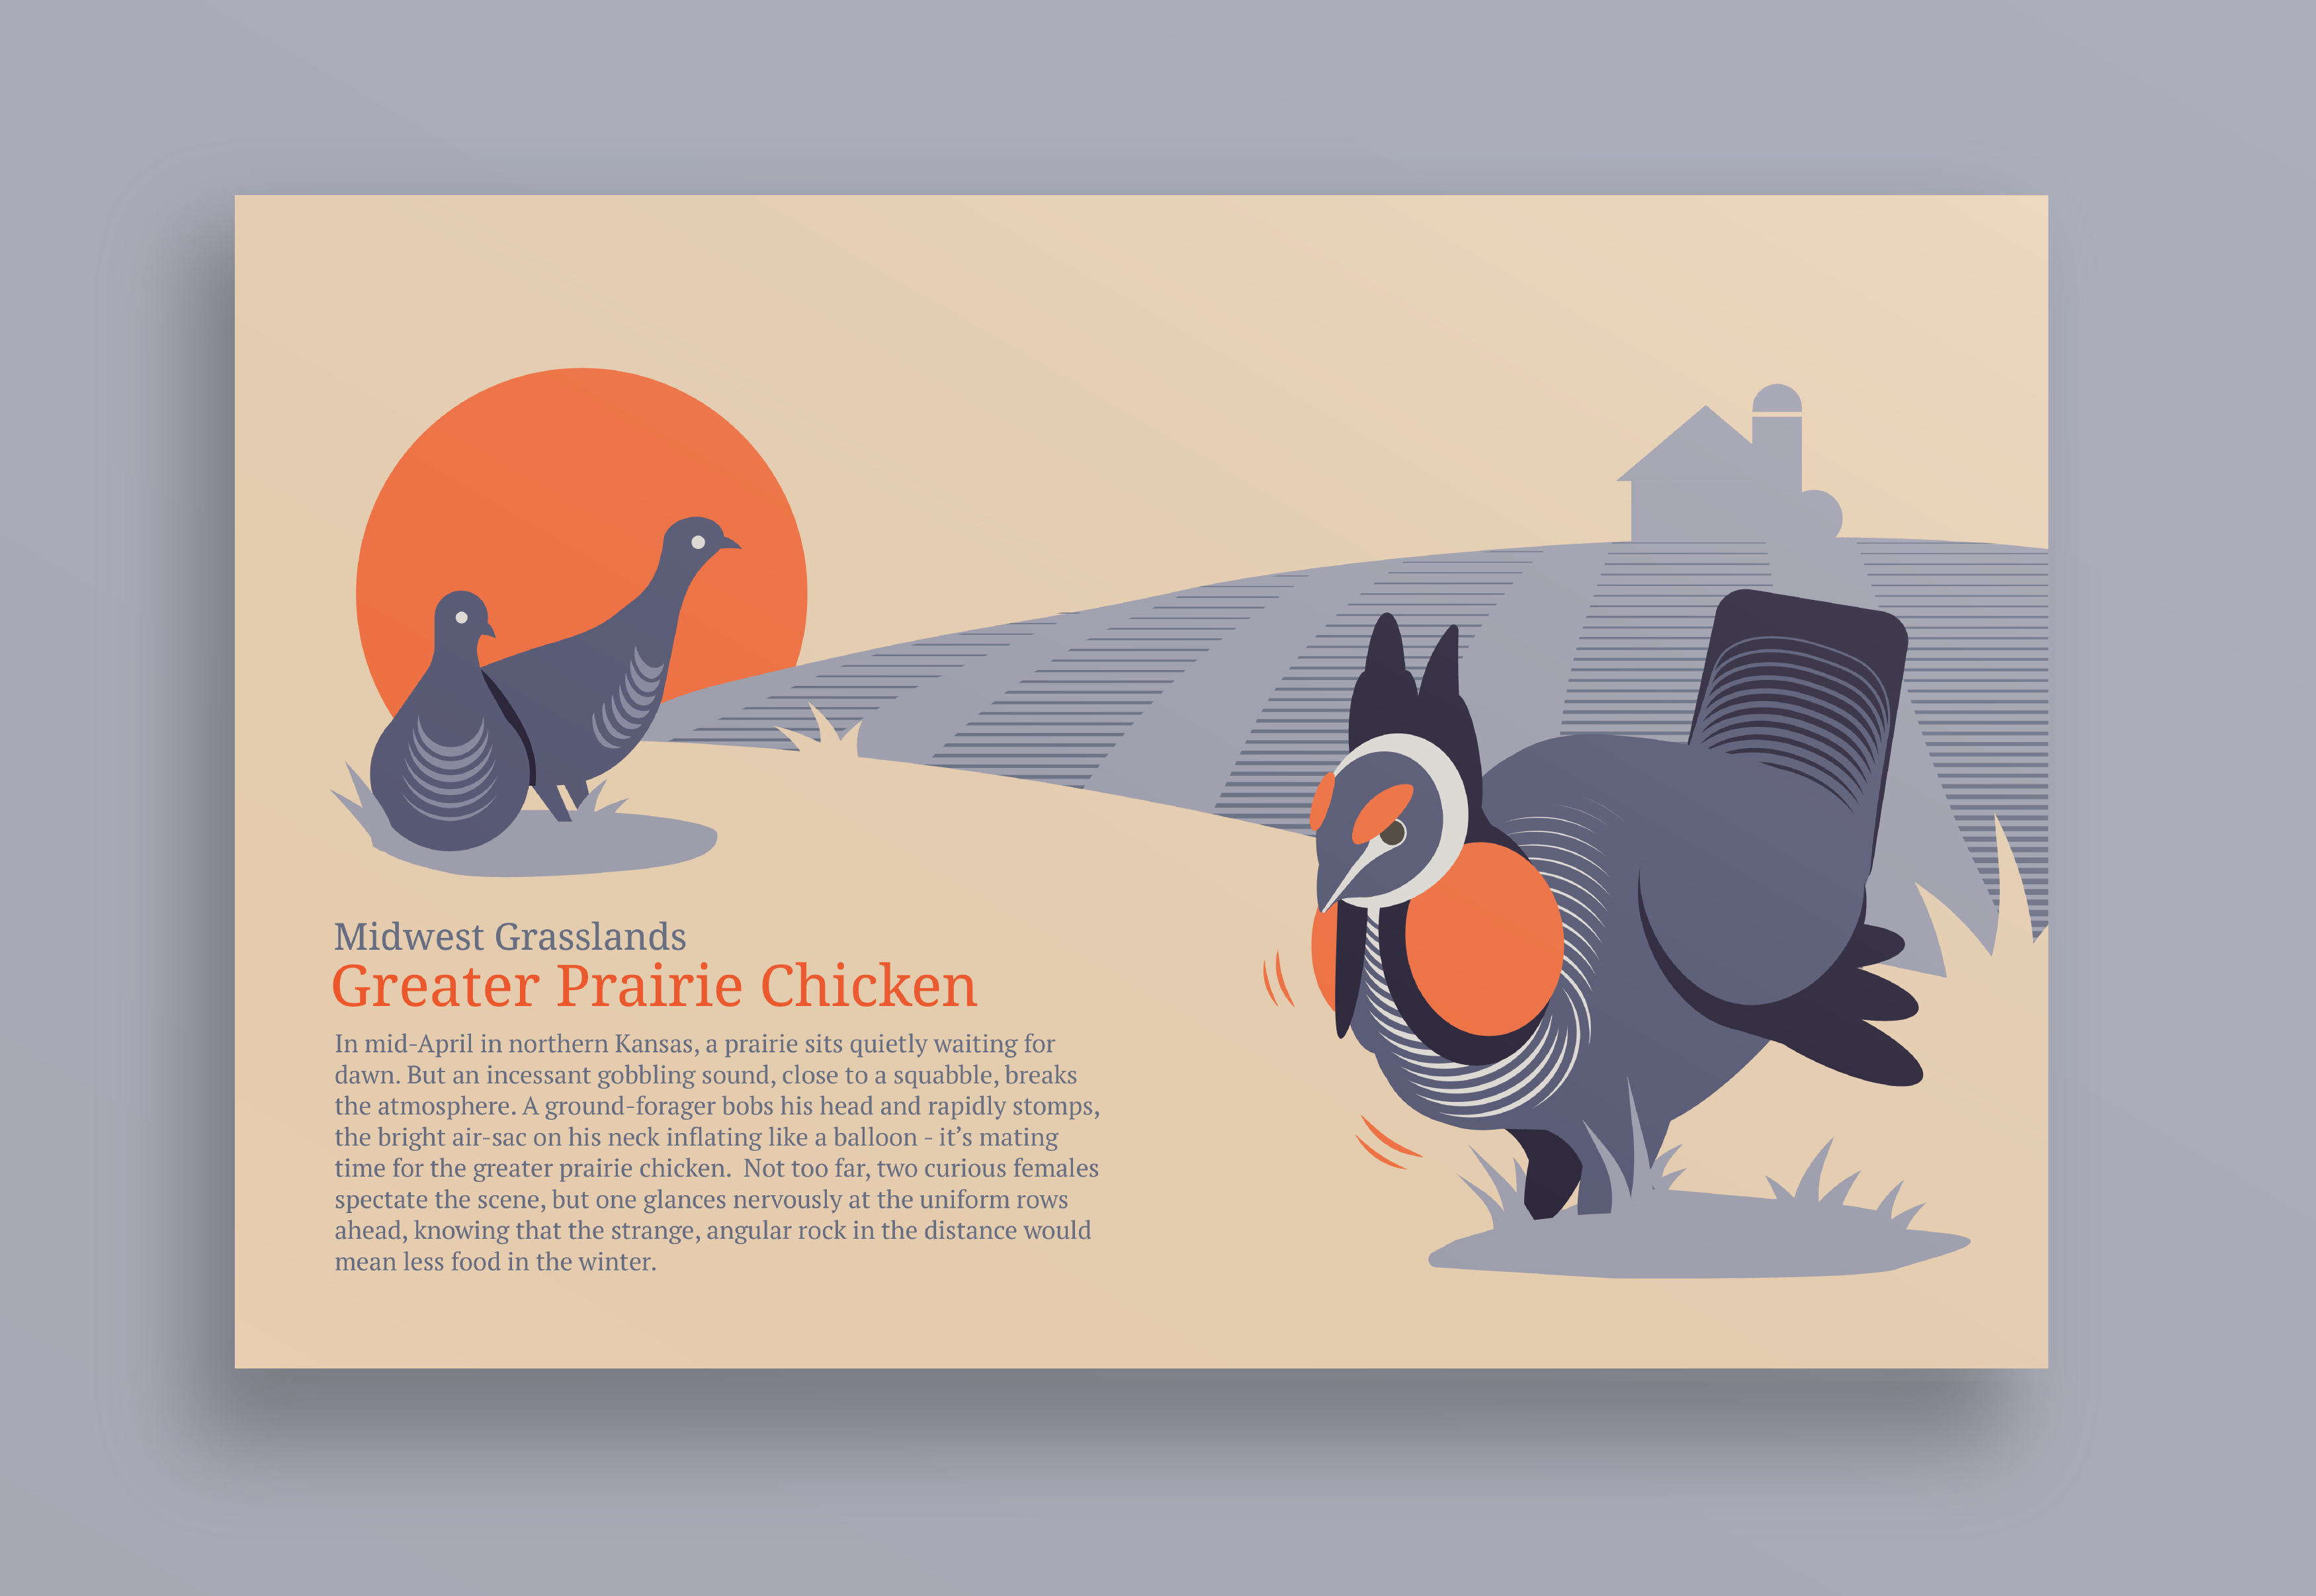 Midwest Grasslands
Greater Prairie Chicken
In mid-April in northern Kansas, a prairie sits quietly waiting for
dawn. But an incessant gobbling sound, close to a squabble, breaks
the atmosphere. A ground-forager bobs his head and rapidly stomps,
the bright air-sac on his neck inflating like a balloon - it’s mating
time for the greater prairie chicken.  Not too far, two curious females
spectate the scene, but one glances nervously at the uniform rows
ahead, knowing that the strange, angular rock in the distance would
mean less food in the winter.